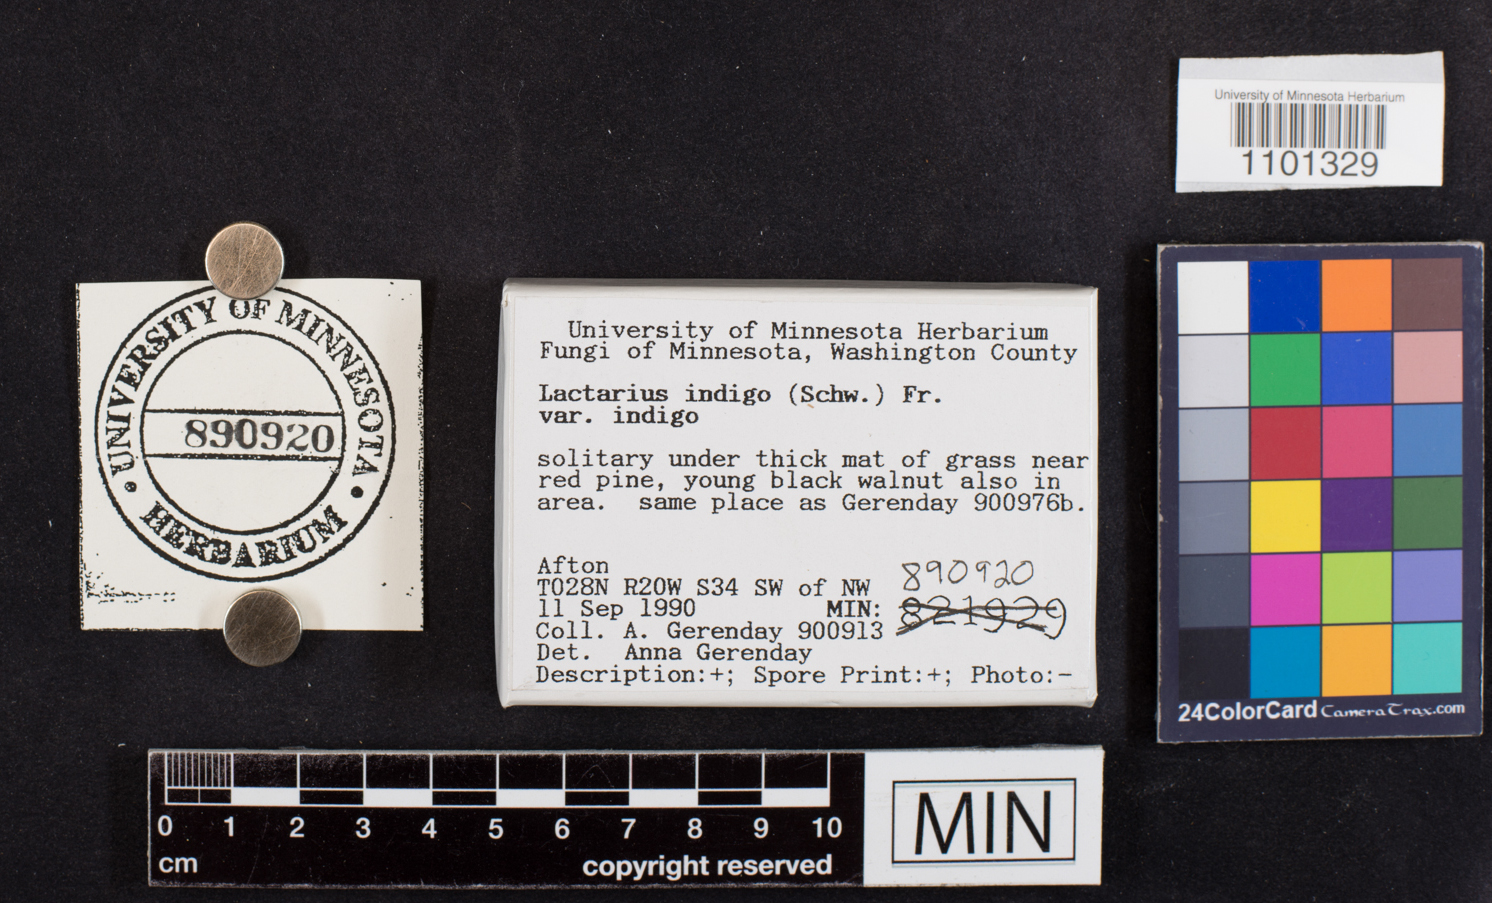 University of Minnesota Herbarium
1101329
UNIVERSITY OF MINNESOTA
890920
HERBARIUM
University of Minnesota Herbarium
Fungi of Minnesota, Washington County
Lactarius indigo (Schw.) Fr.
var. indigo
solitary under thick mat of grass near
red pine, young black walnut also in
area. same place as Gerenday 900976b.
Afton
890920
T028N R20W S34 SW of NW
11 Sep 1990 MIN: 821929
Coll. A. Gerenday 900913
Det. Anna Gerenday
Description:+; Spore Print:+; Photo:-
24ColorCard CameraTrax.com
0 1 2 3 4 5 6 7 8 9 10
cm copyright reserved
MIN